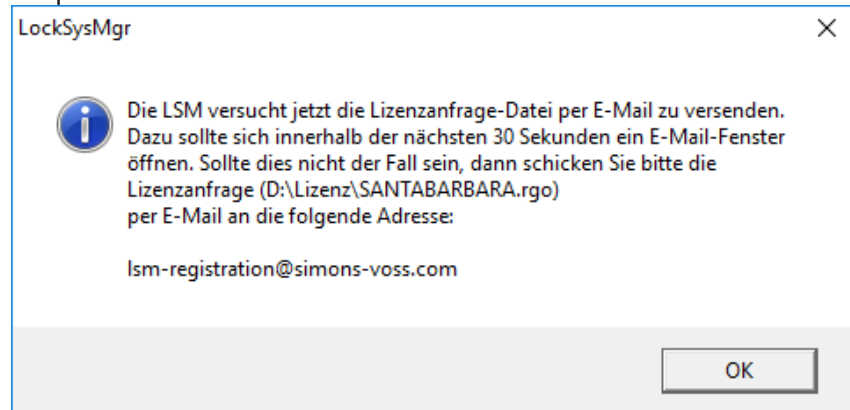 LockSysMgr
Die LSM versucht jetzt die Lizenzanfrage-Datei per E-Mail zu versenden.
Dazu sollte sich innerhalb der nächsten 30 Sekunden ein E-Mail-Fenster
öffnen. Sollte dies nicht der Fall sein, dann schicken Sie bitte die
Lizenzanfrage (D:\Lizenz\SANTABARBARA.rgo)
per E-Mail an die folgende Adresse:
lsm-registration@simons-voss.com
OK